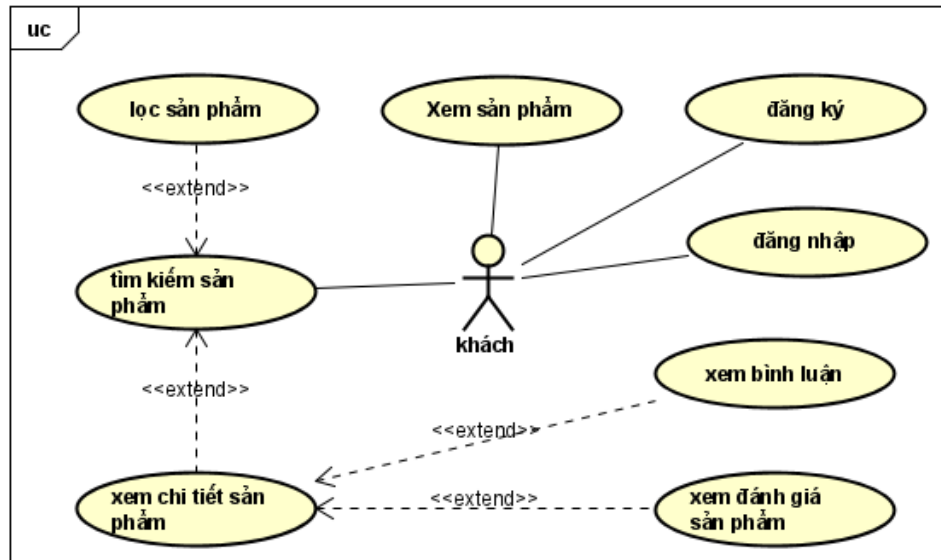 uc
lọc sản phẩm
Xem sản phẩm
đăng ký
<<extend>>
đăng nhập
tìm kiếm sản
phẩm
khách
xem bình luận
<<extend>>
<<extend>>
xem chi tiết sản
phẩm
<<extend>>
xem đánh giá
sản phẩm